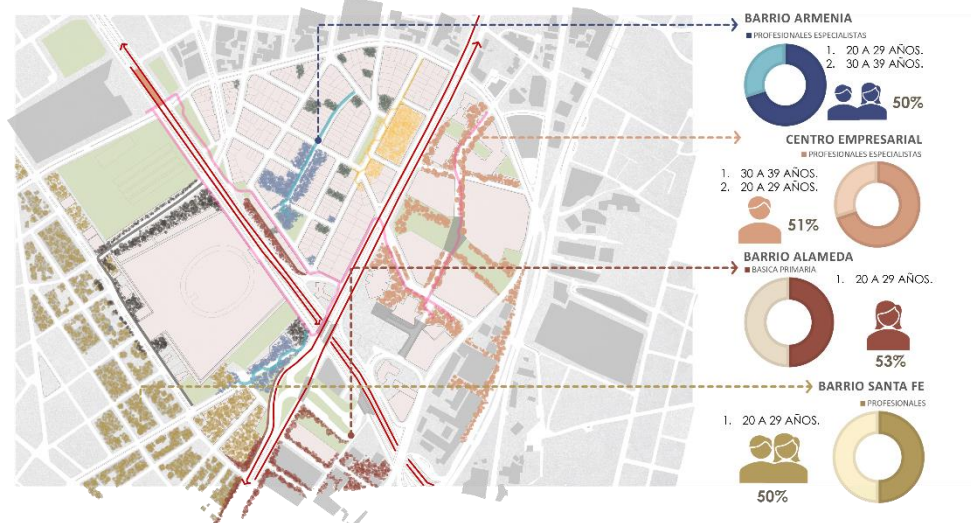 BARRIO ARMENIA
PROFESIONALES ESPECIALISTAS
1. 20 A 29 AÑOS.
2. 30 A 39 AÑOS.
50%
CENTRO EMPRESARIAL
PROFESIONALES ESPECIALISTAS
1. 30 A 39 AÑOS.
2. 20 A 29 AÑOS.
51%
BARRIO ALAMEDA
BASICA PRIMARIA
1. 20 A 29 AÑOS.
53%
BARRIO SANTA FE
PROFESIONALES
1. 20 A 29 AÑOS.
50%